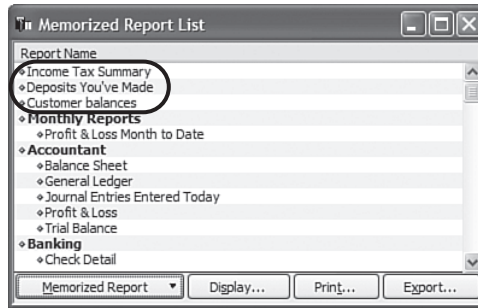 Memorized Report List
Report Name
Income Tax Summary
Deposits You've Made
Customer balances
Monthly Reports
Profit & Loss Month to Date
Accountant
Balance Sheet
General Ledger
Journal Entries Entered Today
Profit & Loss
Trial Balance
Banking
Check Detail
Memorized Report Display... Print... Export...